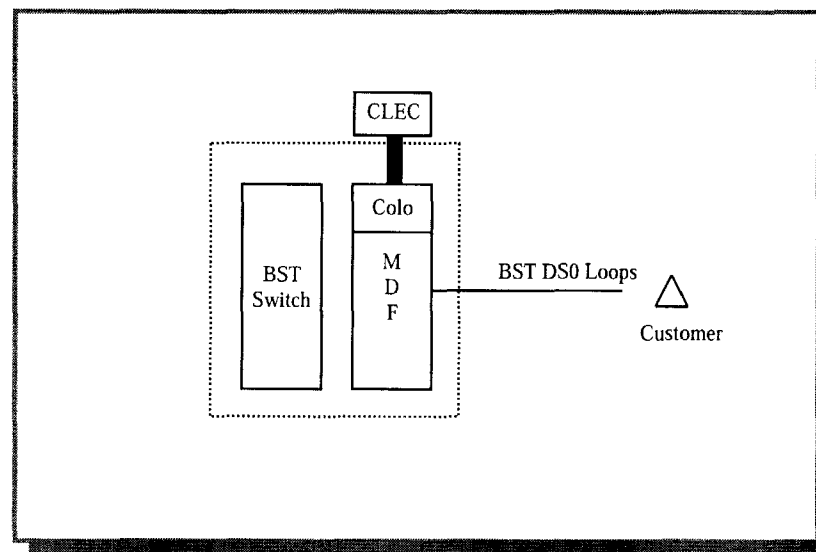 CLEC
Colo
BST
Switch
M
D
F
BST DS0 Loops
Customer